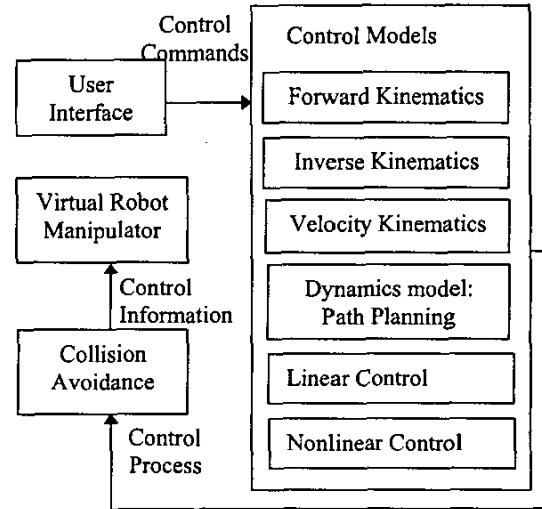 Control
Commands
User
Interface
Control Models
Forward Kinematics
Inverse Kinematics
Velocity Kinematics
Dynamics model:
Path Planning
Linear Control
Nonlinear Control
Virtual Robot
Manipulator
Control
Information
Collision
Avoidance
Control
Process